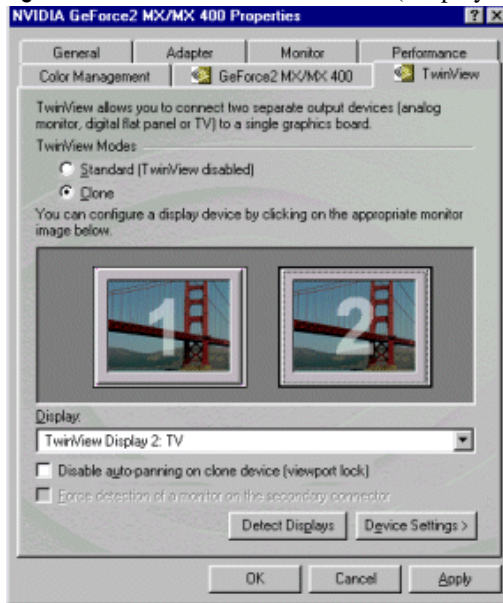 NVIDIA GeForce2 MX/MX 400 Properties
General Adapter Monitor Performance
Color Management GeForce2 MX/MX 400 TwinView
TwinView allows you to connect two separate output devices (analog
monitor, digital flat panel or TV) to a single graphics board.
TwinView Modes
Standard (TwinView disabled)
Clone
You can configure a display device by clicking on the appropriate monitor
image below.
1 2
Display:
TwinView Display 2: TV
Disable auto-panning on clone device (viewport lock)
Force detection of a monitor on the secondary connector
Detect Displays Device Settings >
OK Cancel Apply